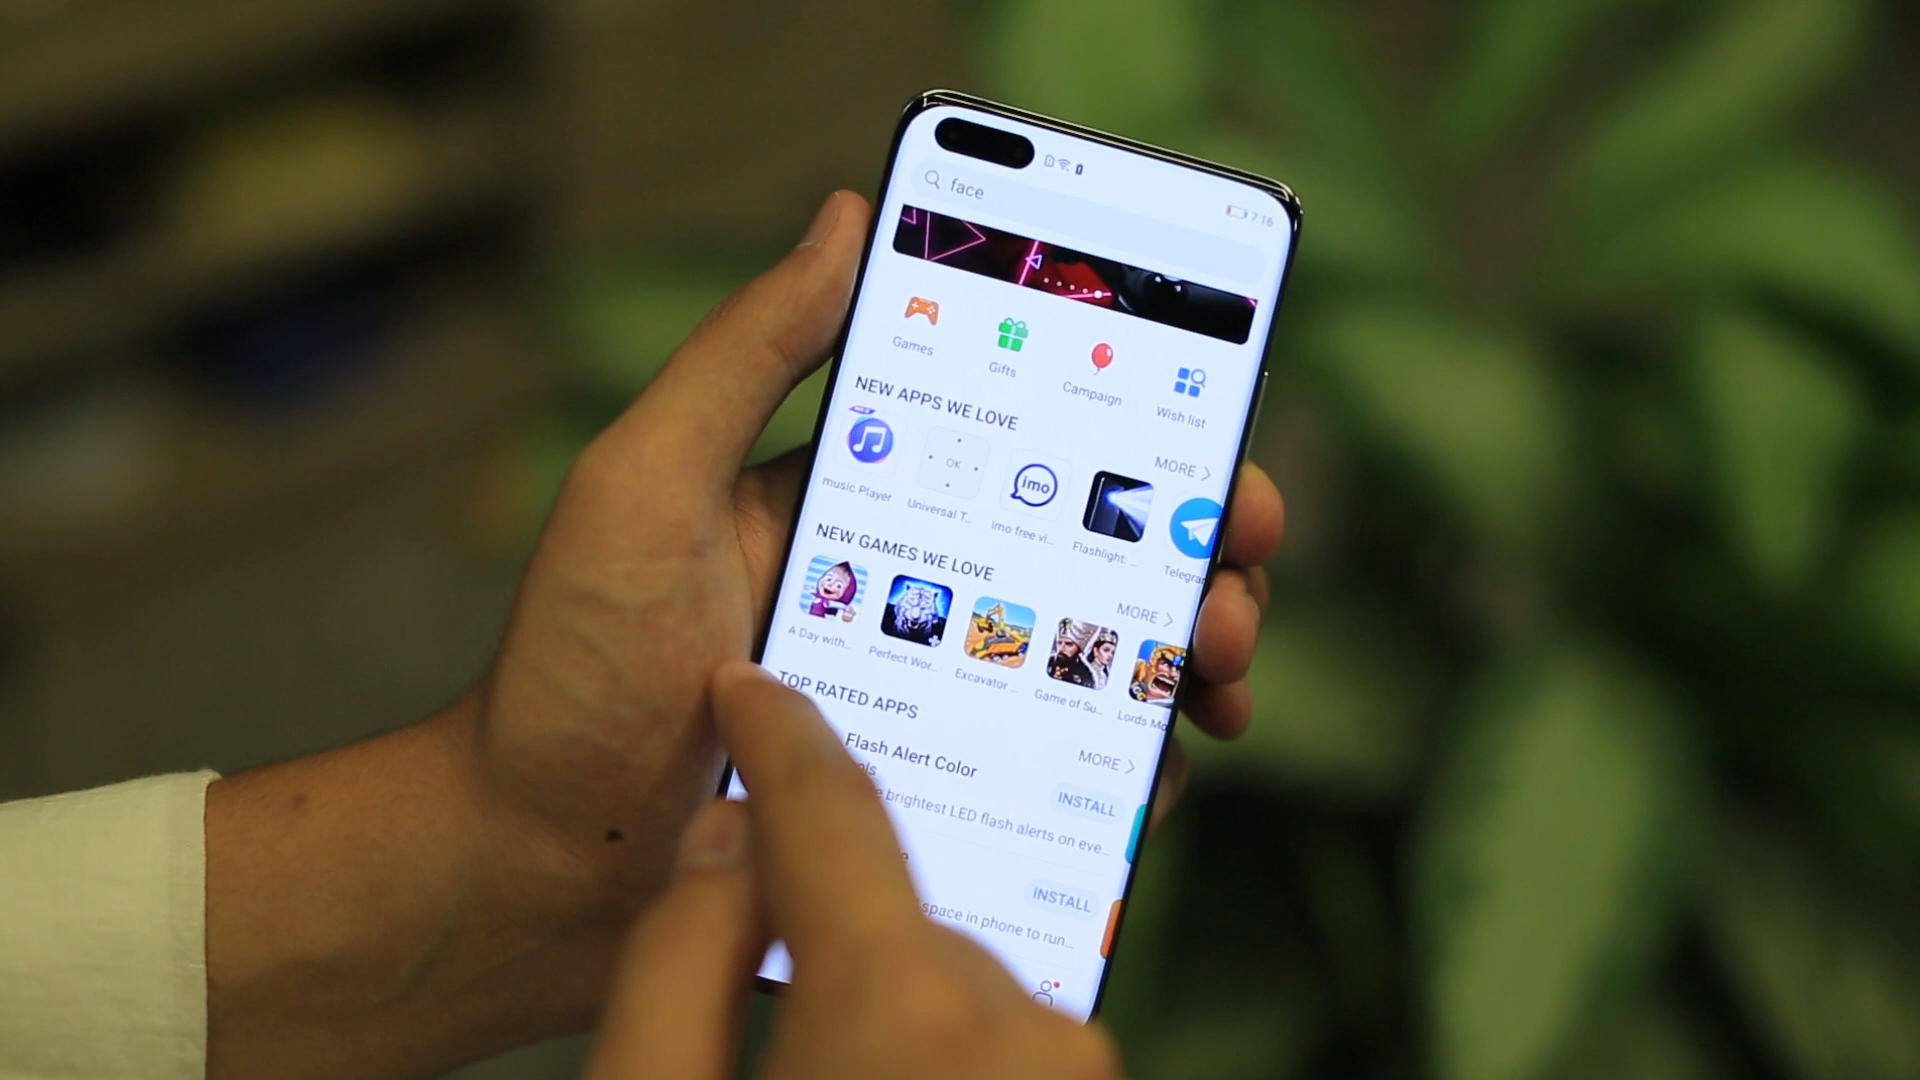 7:16
face
Games
Gifts
Campaign
Wish list
NEW APPS WE LOVE
MORE
OK
imo
music Player
Universal T...
imo free vi...
Flashlight: ...
Telegra
NEW GAMES WE LOVE
MORE
A Day with...
Perfect Wor...
Excavator ...
Game of Su...
Lords Mo
TOP RATED APPS
MORE
Flash Alert Color
ols
INSTALL
e brightest LED flash alerts on eve...
e
INSTALL
space in phone to run...